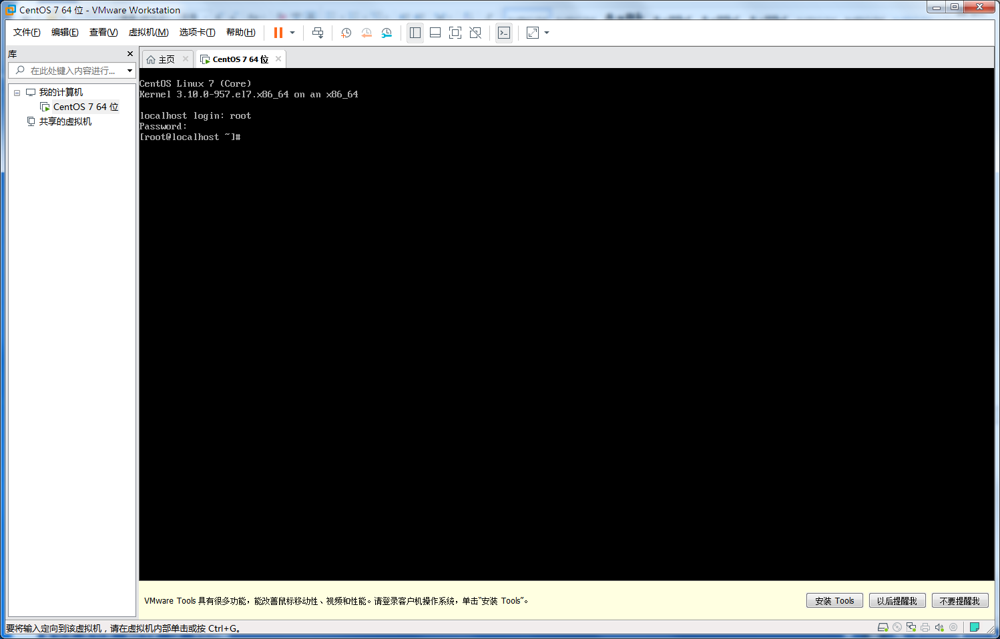 CentOS 7 64 位 - VMware Workstation
文件(F) 编辑(E) 查看(V) 虚拟机(M) 选项卡(T) 帮助(H)
库
在此处键入内容进行...
我的计算机
CentOS 7 64 位
共享的虚拟机
主页
CentOS 7 64 位
CentOS Linux 7 (Core)
Kernel 3.10.0-957.el7.x86_64 on an x86_64
localhost login: root
Password:
[root@localhost ~]#
VMware Tools 具有很多功能，能改善鼠标移动性、视频和性能。请登录客户机操作系统，单击“安装 Tools”。
安装 Tools
以后提醒我
不要提醒我
要将输入定向到该虚拟机，请在虚拟机内部单击或按 Ctrl+G。